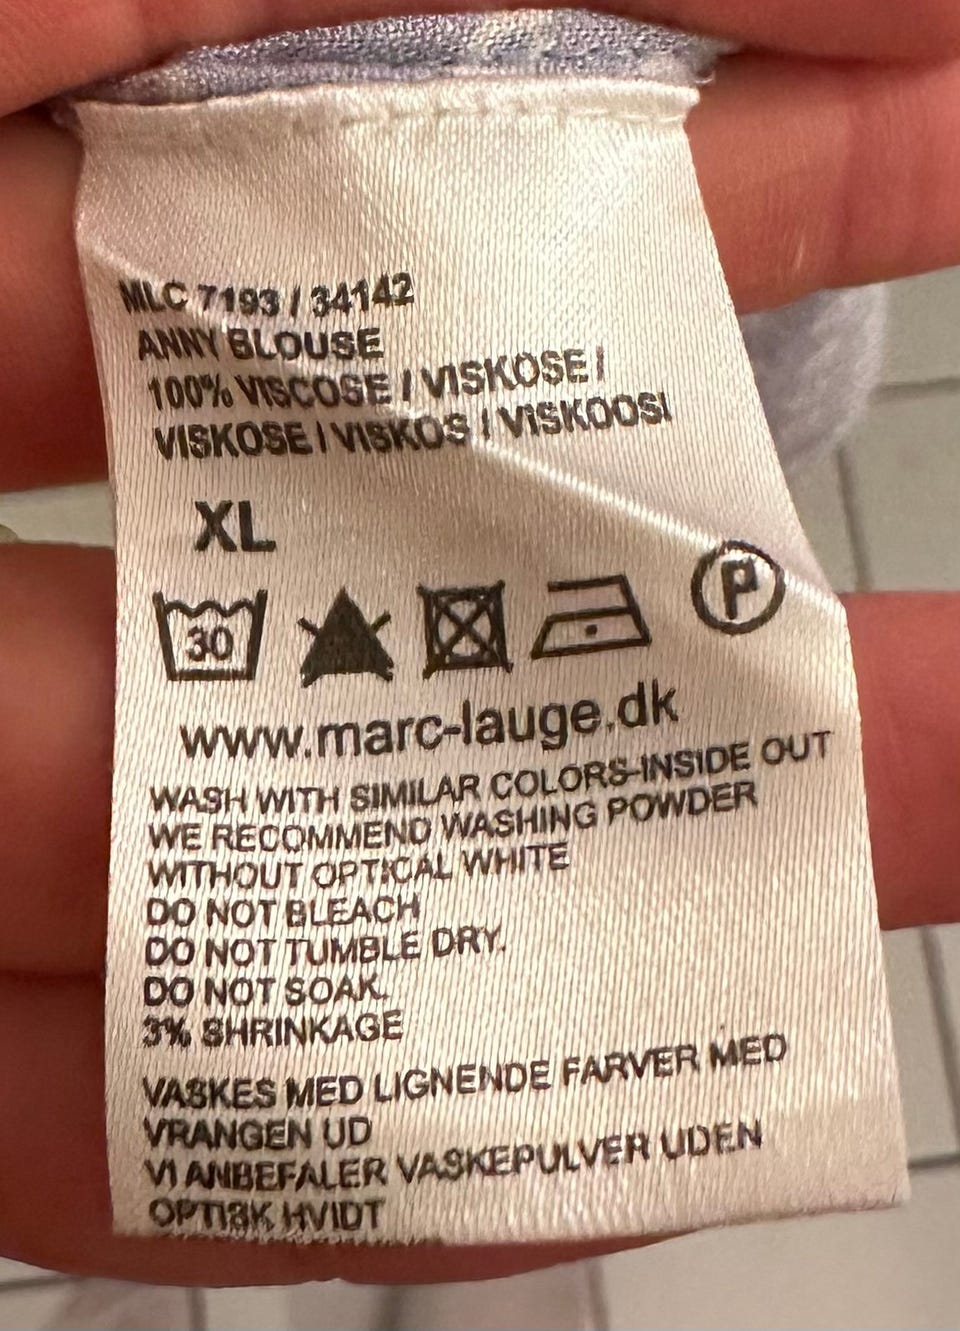 MLC 7193 / 34142
ANNY BLOUSE
100% VISCOSE / VISKOSE /
VISKOSE / VISKOS / VISKOOSI
XL
30 P
www.marc-lauge.dk
WASH WITH SIMILAR COLORS-INSIDE OUT
WE RECOMMEND WASHING POWDER
WITHOUT OPTICAL WHITE
DO NOT BLEACH
DO NOT TUMBLE DRY.
DO NOT SOAK.
3% SHRINKAGE
VASKES MED LIGNENDE FARVER MED
VRANGEN UD
VI ANBEFALER VASKEPULVER UDEN
OPTISK HVIDT